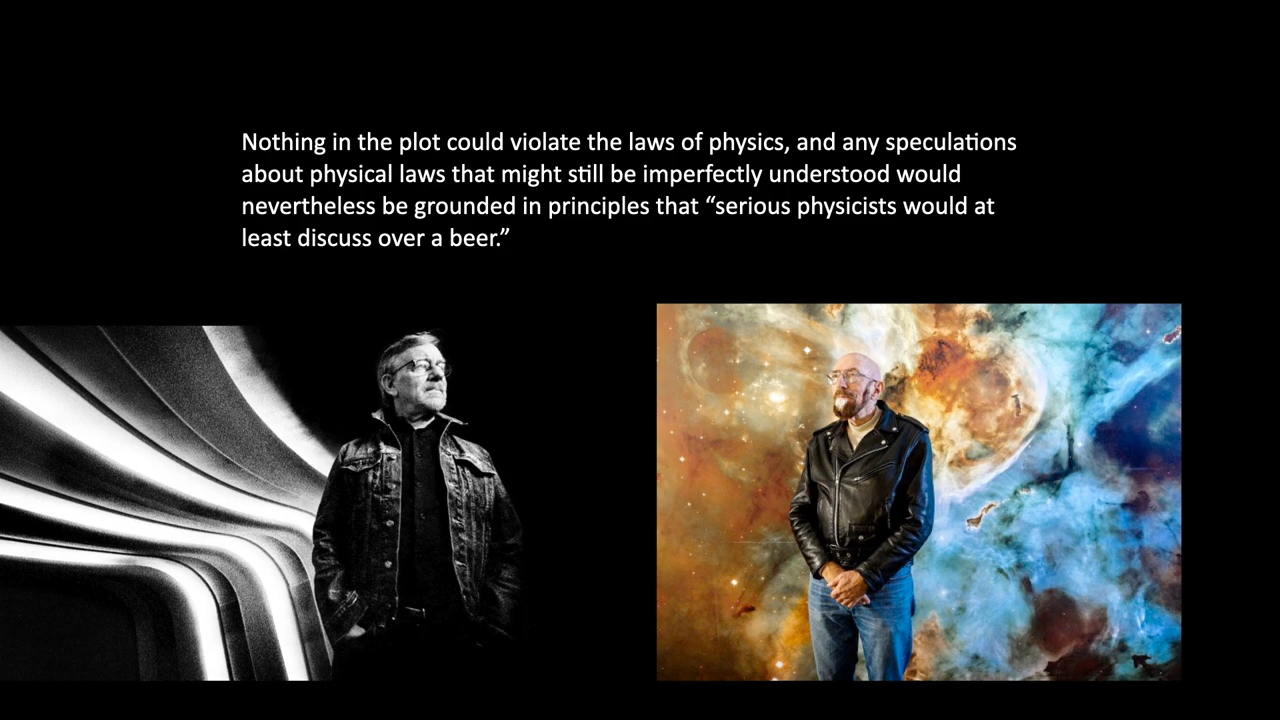 Nothing in the plot could violate the laws of physics, and any speculations
about physical laws that might still be imperfectly understood would
nevertheless be grounded in principles that “serious physicists would at
least discuss over a beer.”